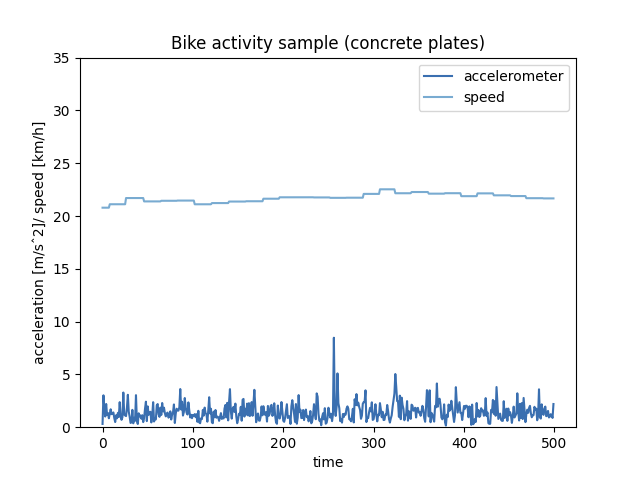 Bike activity sample (concrete plates)
accelerometer
speed
acceleration [m/s^2]/ speed [km/h]
35
30
25
20
15
10
5
0
0 100 200 300 400 500
time